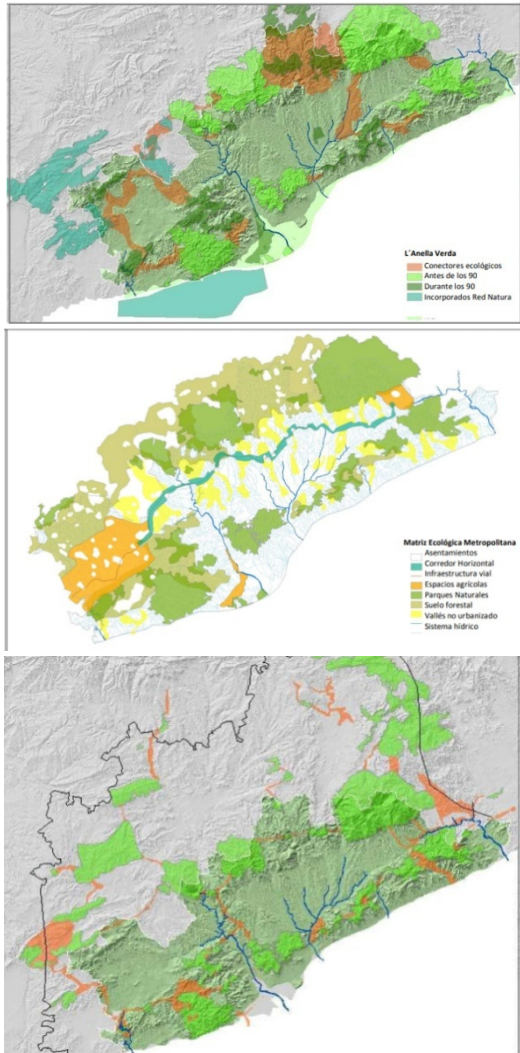 L´Anella Verda
Conectores ecológicos
Antes de los 90
Durante los 90
Incorporados Red Natura
Matriz Ecológica Metropolitana
Asentamientos
Corredor Horizontal
Infraestructura vial
Espacios agrícolas
Parques Naturales
Suelo forestal
Vallés no urbanizado
Sistema hídrico